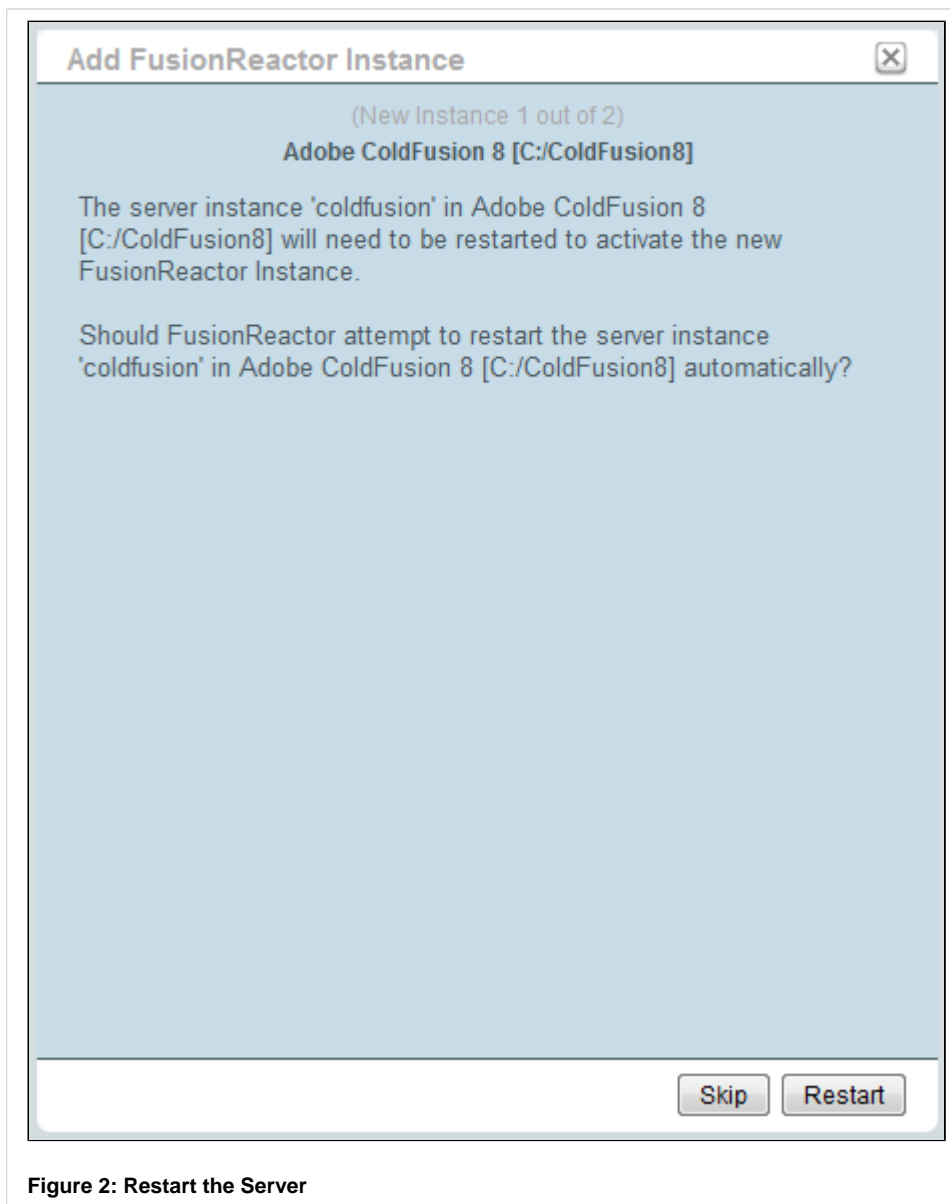 Add FusionReactor Instance
(New Instance 1 out of 2)
Adobe ColdFusion 8 [C:/ColdFusion8]
The server instance 'coldfusion' in Adobe ColdFusion 8
[C:/ColdFusion8] will need to be restarted to activate the new
FusionReactor Instance.
Should FusionReactor attempt to restart the server instance
'coldfusion' in Adobe ColdFusion 8 [C:/ColdFusion8] automatically?
Skip
Restart
Figure 2: Restart the Server